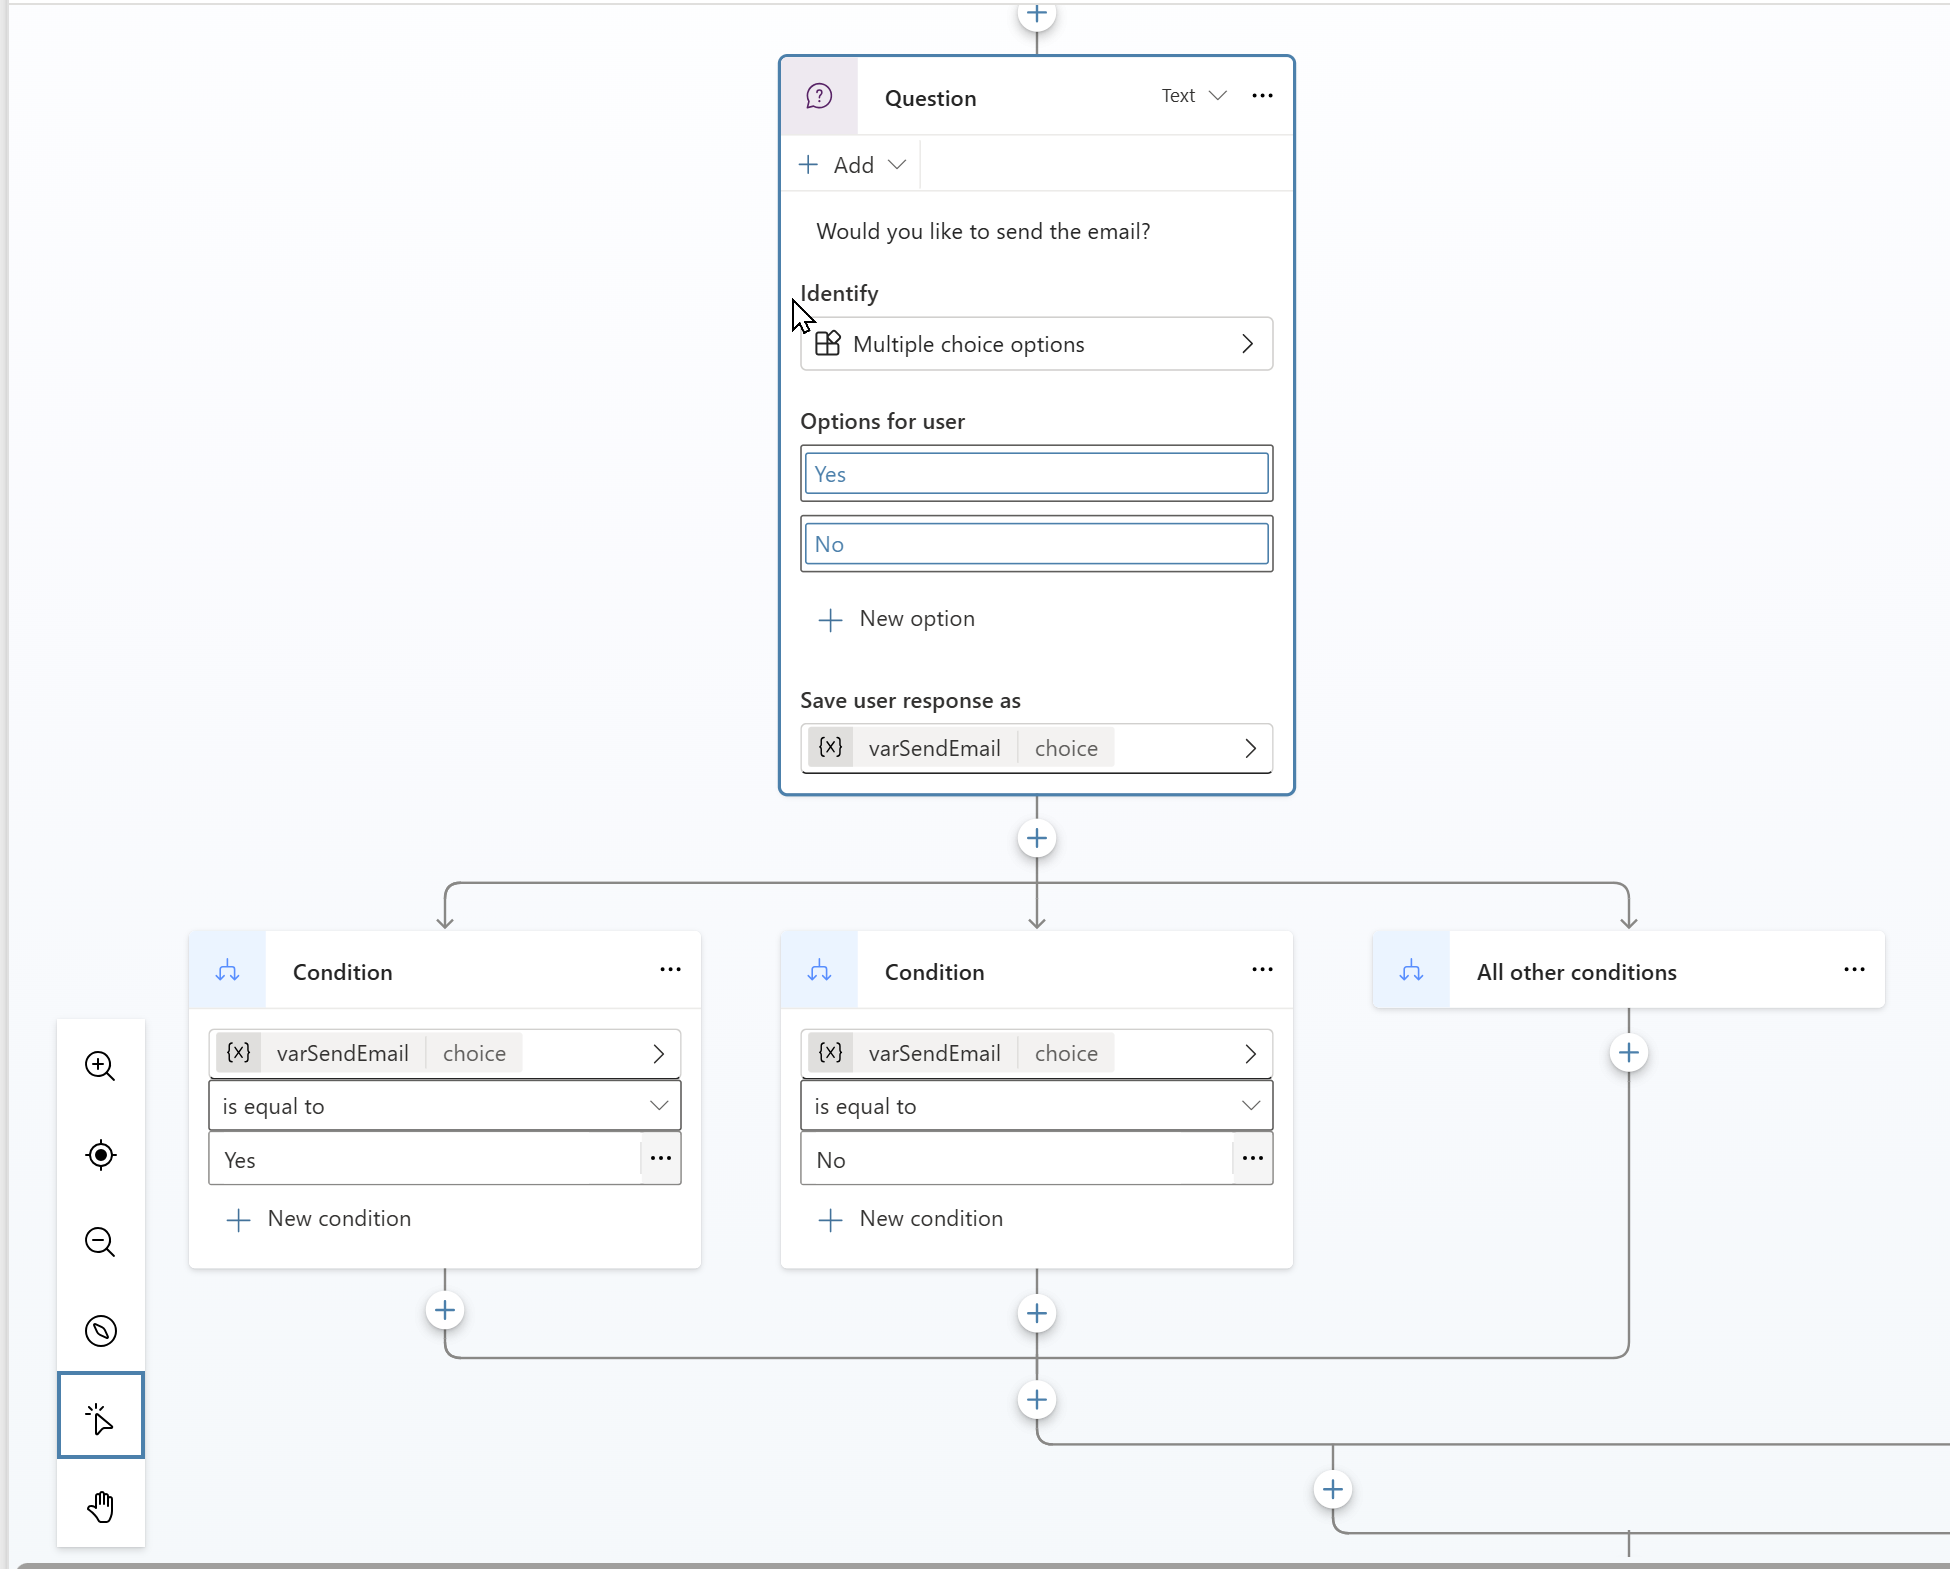 Question
Text
Add
Would you like to send the email?
Identify
Multiple choice options
Options for user
Yes
No
New option
Save user response as
{x} varSendEmail choice
Condition
{x} varSendEmail choice
is equal to
Yes
New condition
Condition
{x} varSendEmail choice
is equal to
No
New condition
All other conditions